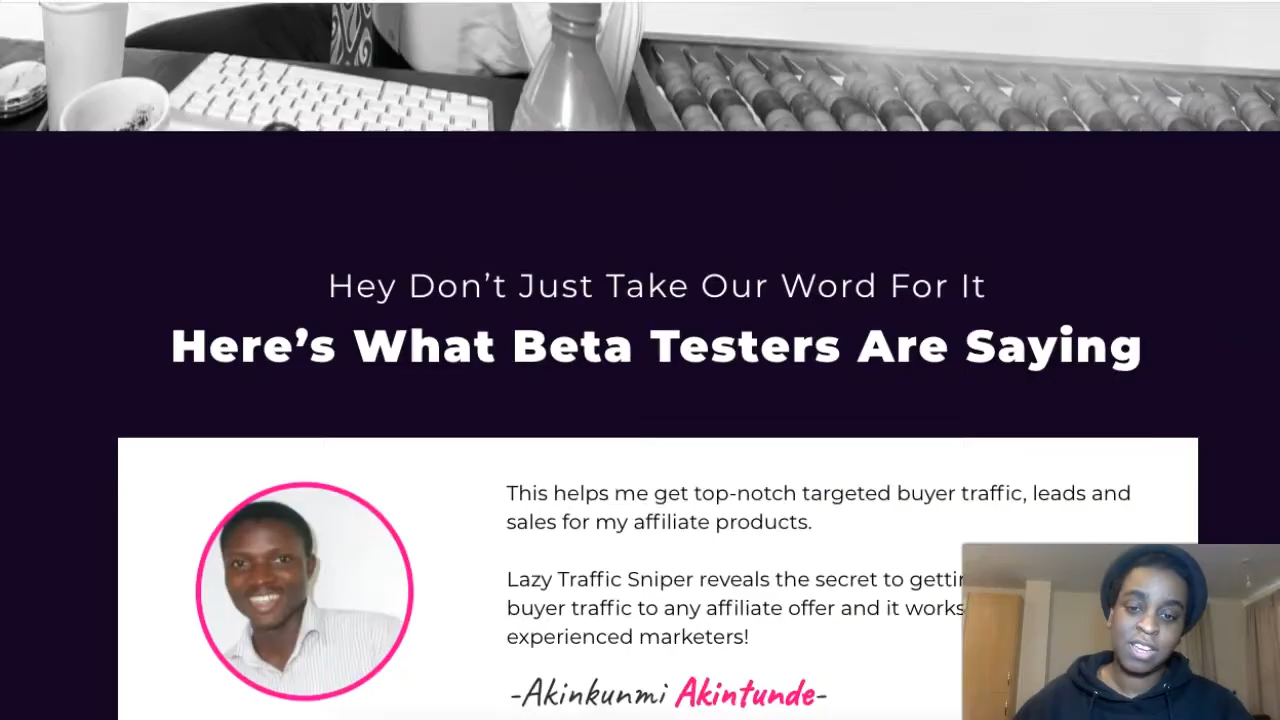 Hey Don’t Just Take Our Word For It
Here’s What Beta Testers Are Saying
This helps me get top-notch targeted buyer traffic, leads and
sales for my affiliate products.
Lazy Traffic Sniper reveals the secret to
buyer traffic to any affiliate offer and it works
experienced marketers!
-Akinkunmi Akintunde-